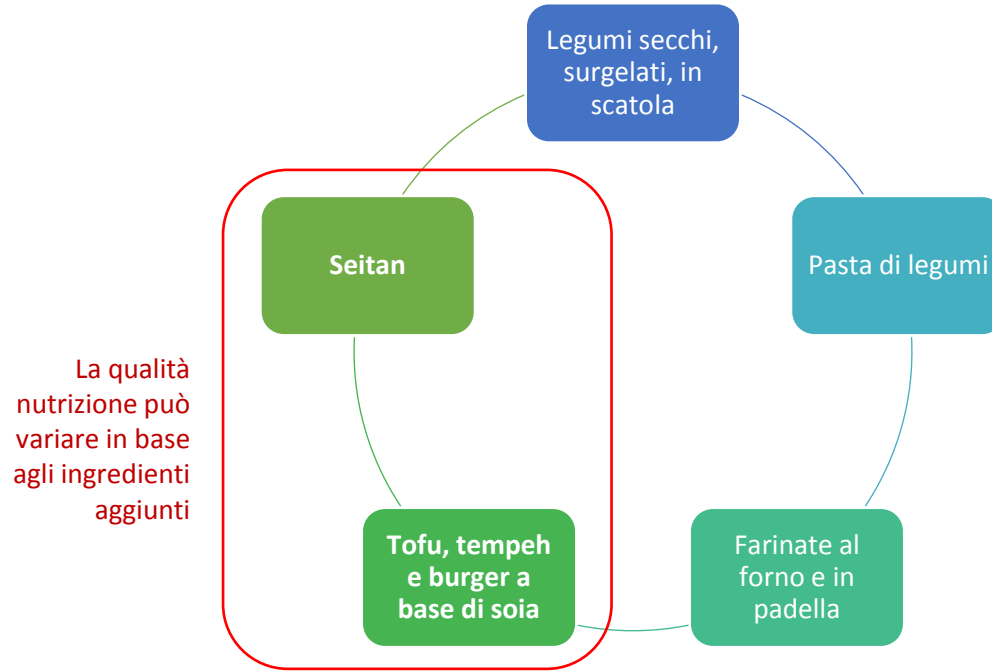 Legumi secchi,
surgelati, in
scatola
Seitan
Pasta di legumi
La qualità
nutrizione può
variare in base
agli ingredienti
aggiunti
Tofu, tempeh
e burger a
base di soia
Farinate al
forno e in
padella